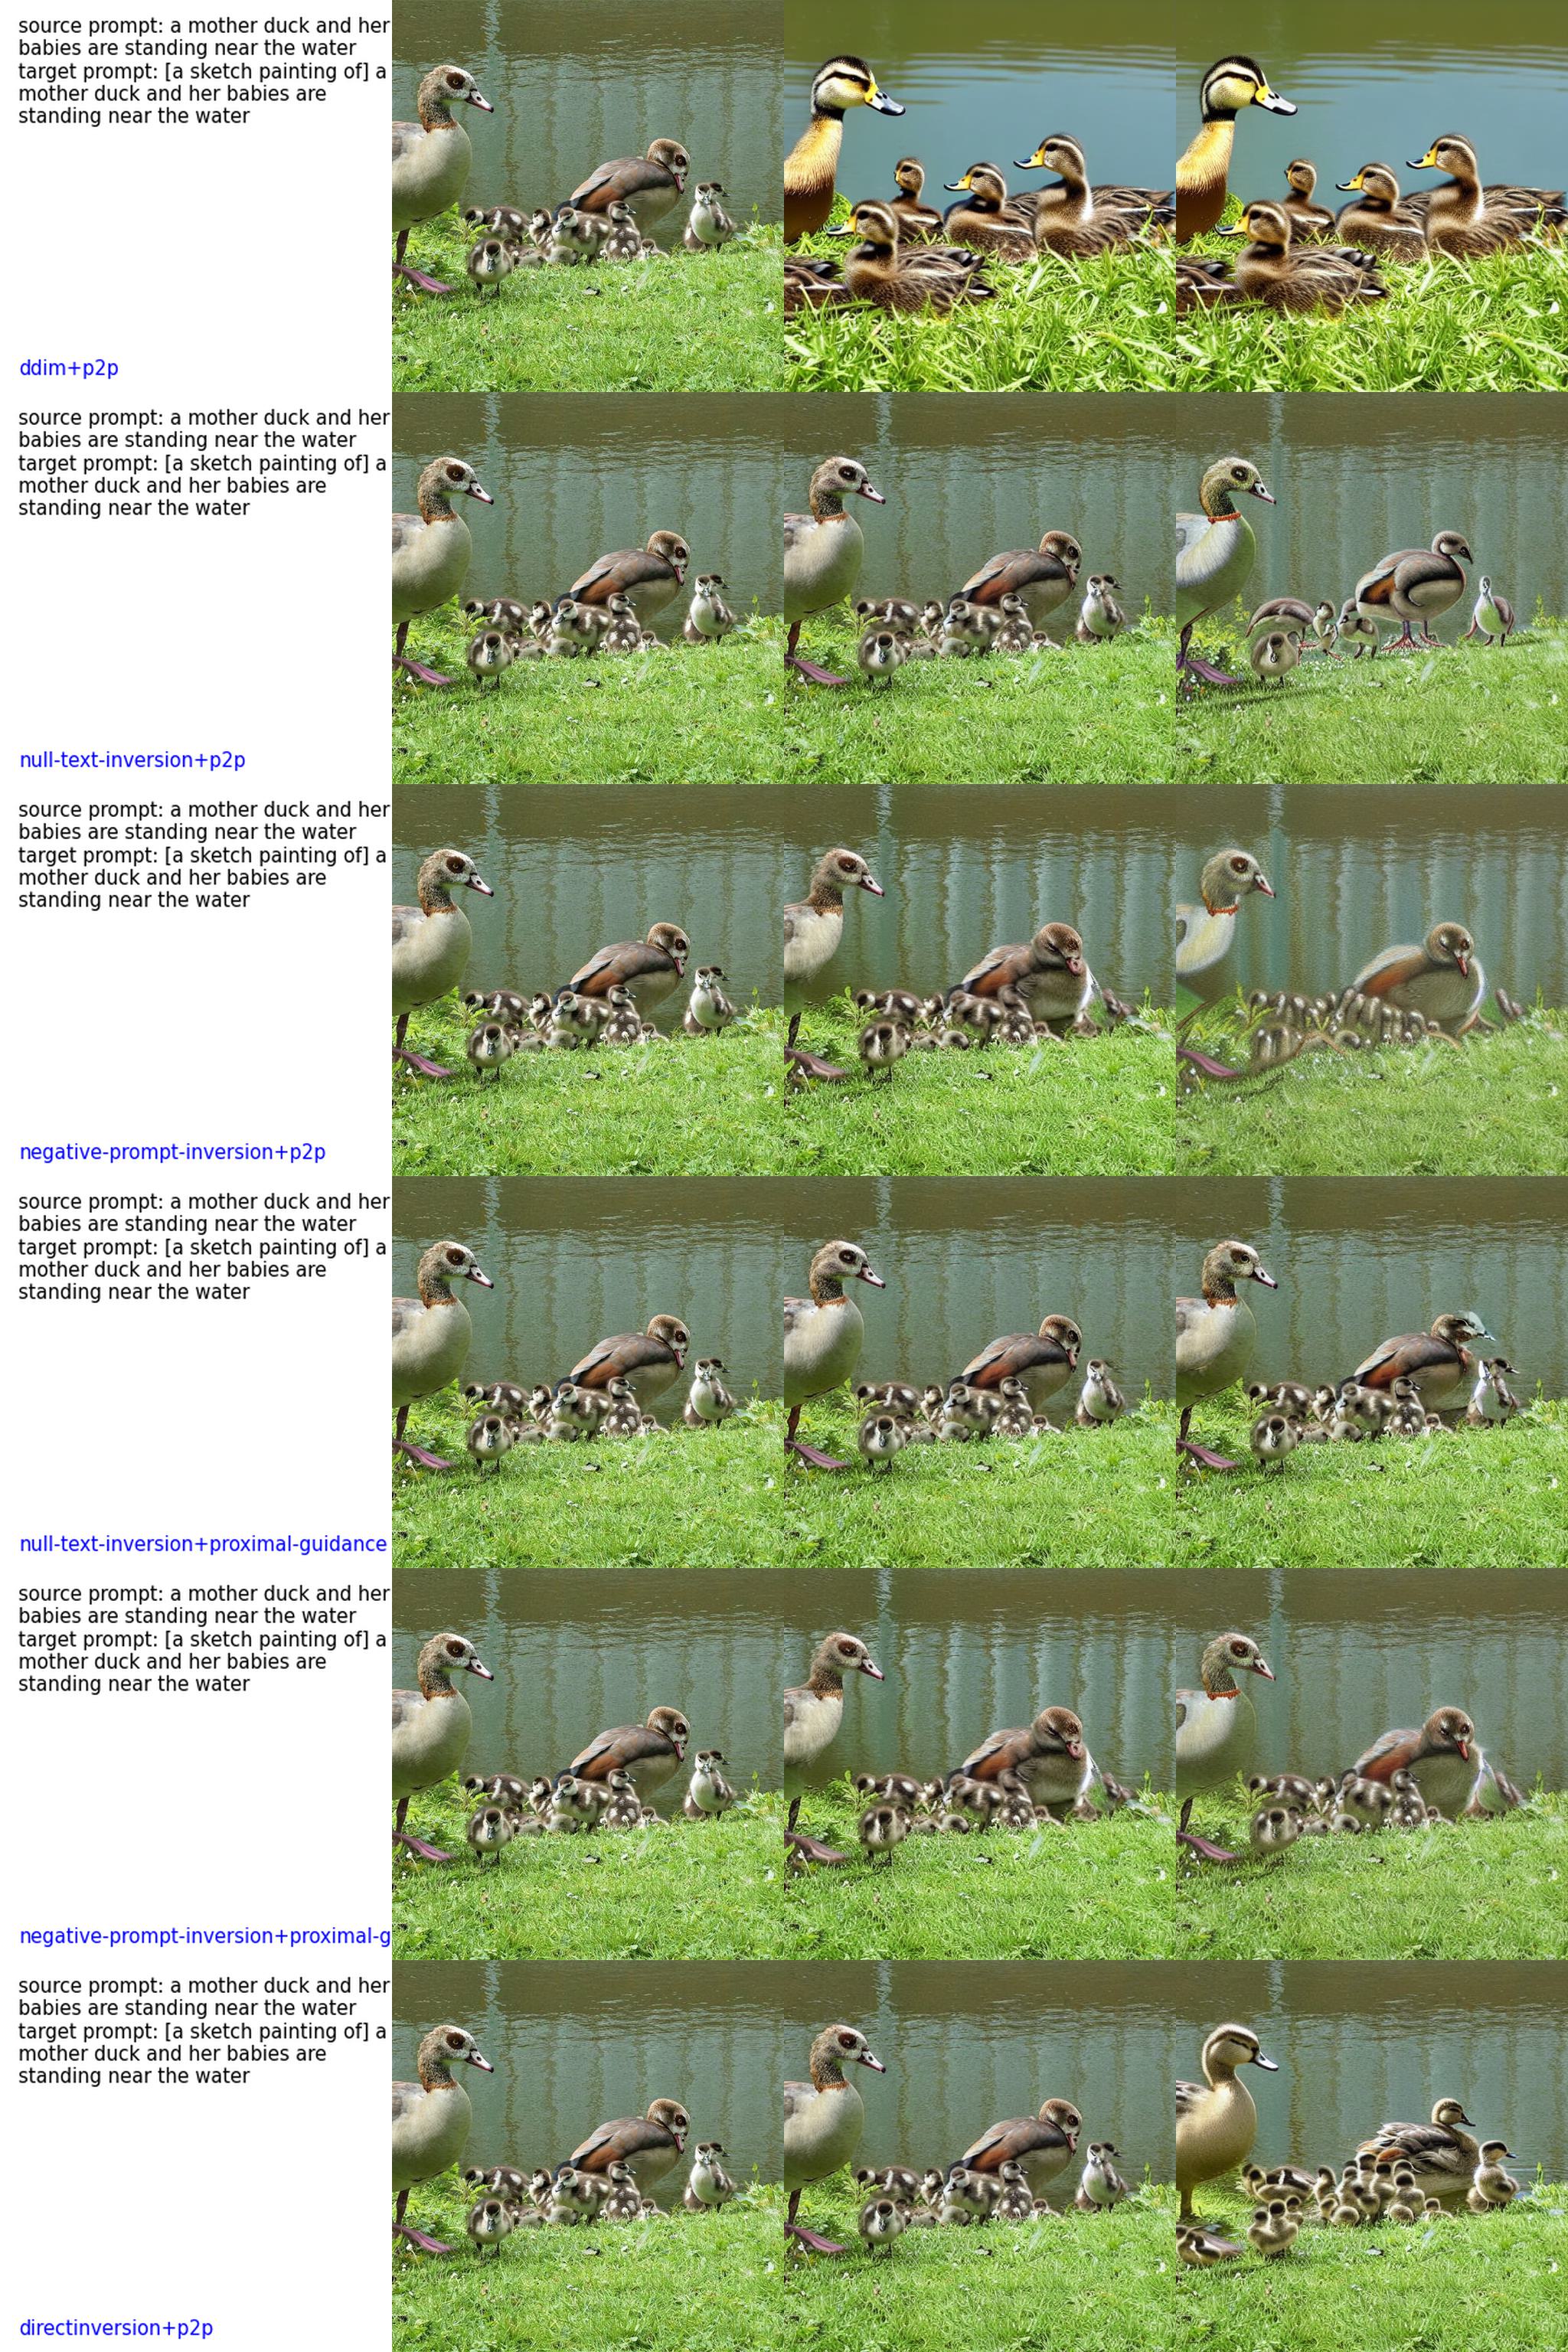 source prompt: a mother duck and her
babies are standing near the water
target prompt: [a sketch painting of] a
mother duck and her babies are
standing near the water
ddim+p2p
source prompt: a mother duck and her
babies are standing near the water
target prompt: [a sketch painting of] a
mother duck and her babies are
standing near the water
null-text-inversion+p2p
source prompt: a mother duck and her
babies are standing near the water
target prompt: [a sketch painting of] a
mother duck and her babies are
standing near the water
negative-prompt-inversion+p2p
source prompt: a mother duck and her
babies are standing near the water
target prompt: [a sketch painting of] a
mother duck and her babies are
standing near the water
null-text-inversion+proximal-guidance
source prompt: a mother duck and her
babies are standing near the water
target prompt: [a sketch painting of] a
mother duck and her babies are
standing near the water
negative-prompt-inversion+proximal-g
source prompt: a mother duck and her
babies are standing near the water
target prompt: [a sketch painting of] a
mother duck and her babies are
standing near the water
directinversion+p2p